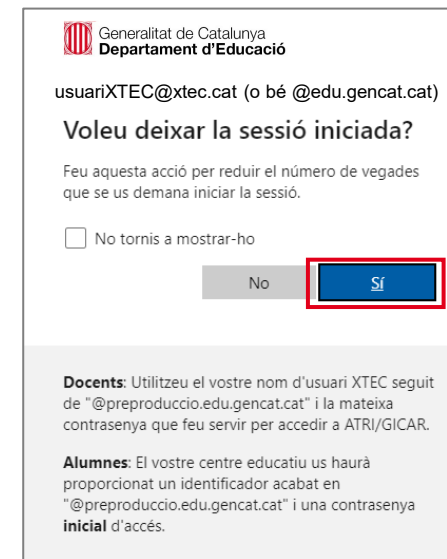 Generalitat de Catalunya
Departament d'Educació
usuariXTEC@xtec.cat (o bé @edu.gencat.cat)
Voleu deixar la sessió iniciada?
Feu aquesta acció per reduir el número de vegades
que se us demana iniciar la sessió.
No tornis a mostrar-ho
No
Sí
Docents: Utilitzeu el vostre nom d'usuari XTEC seguit
de "@preproduccio.edu.gencat.cat" i la mateixa
contrasenya que feu servir per accedir a ATRI/GICAR.
Alumnes: El vostre centre educatiu us haurà
proporcionat un identificador acabat en
"@preproduccio.edu.gencat.cat" i una contrasenya
inicial d'accés.